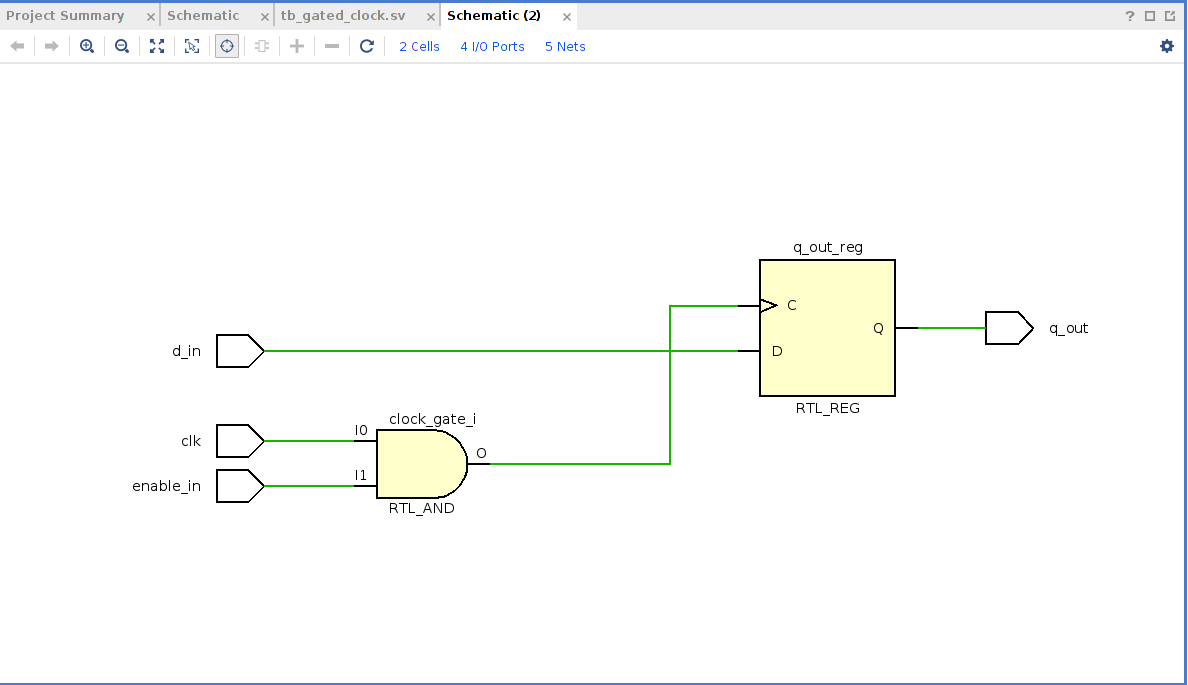 Project Summary × Schematic × tb_gated_clock.sv × Schematic (2) ×
?
2 Cells 4 I/O Ports 5 Nets
q_out_reg
C
Q
q_out
d_in
D
RTL_REG
clock_gate_i
clk
I0
O
enable_in
I1
RTL_AND